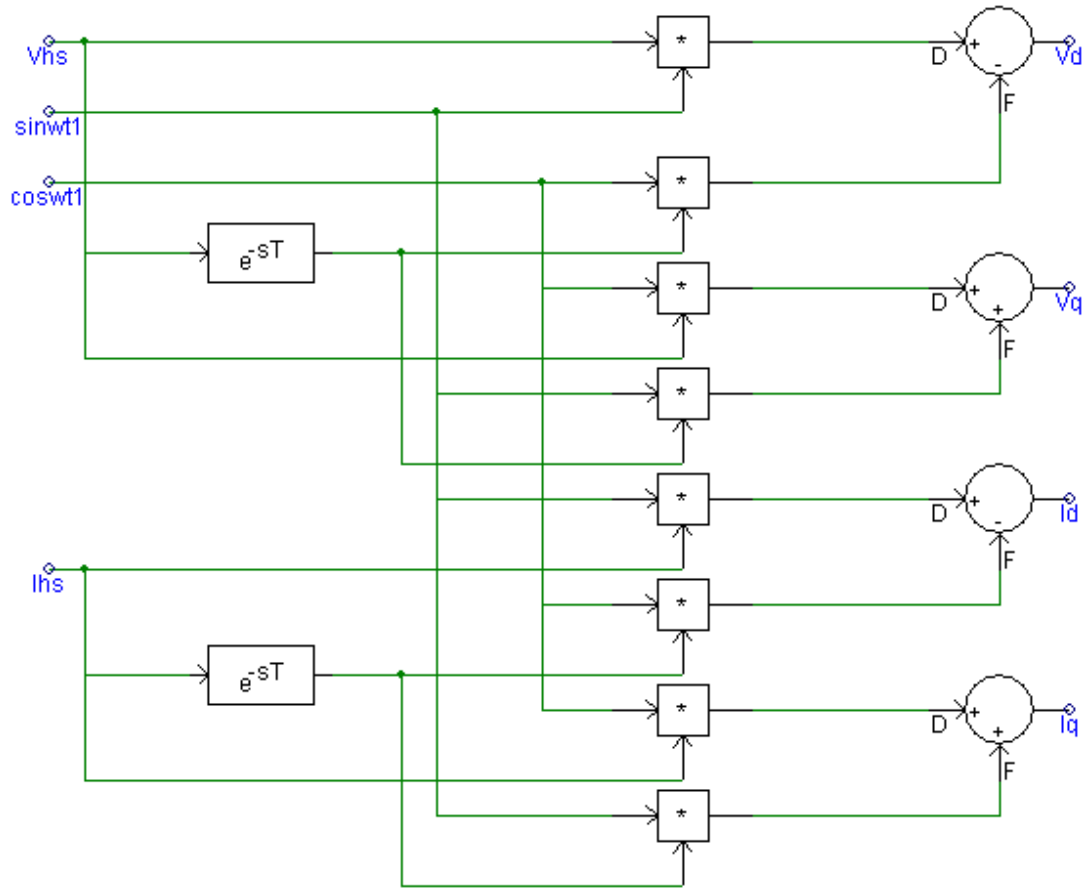 *
+
-
D
F
Vhs
Vd
sinwt1
*
coswt1
e-sT
*
+
+
D
F
Vq
*
*
+
-
D
F
Id
Ihs
*
e-sT
*
+
+
D
F
Iq
*